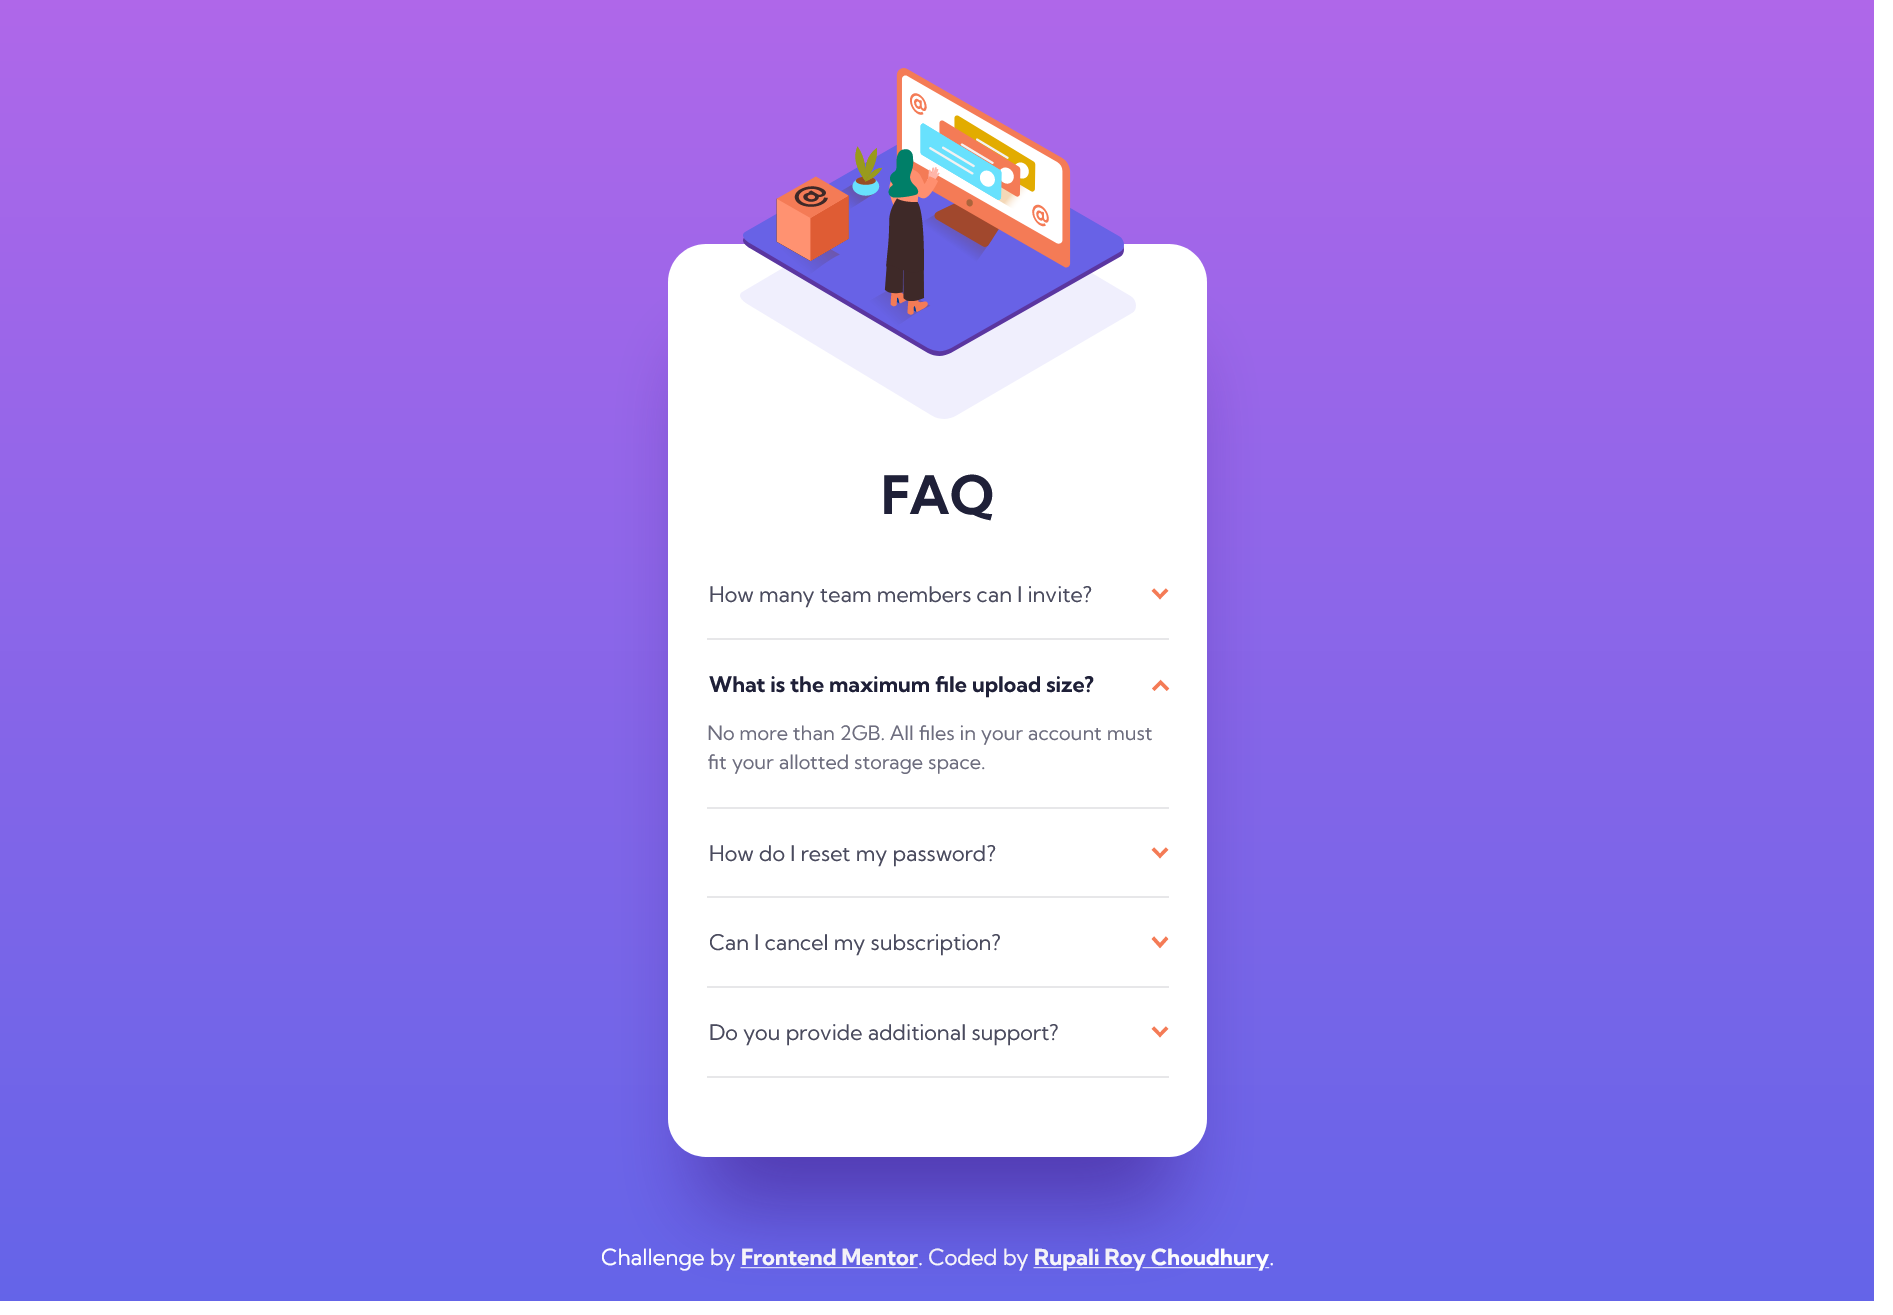 @
@
@
FAQ
How many team members can I invite?
What is the maximum file upload size?
No more than 2GB. All files in your account must
fit your allotted storage space.
How do I reset my password?
Can I cancel my subscription?
Do you provide additional support?
Challenge by Frontend Mentor. Coded by Rupali Roy Choudhury.